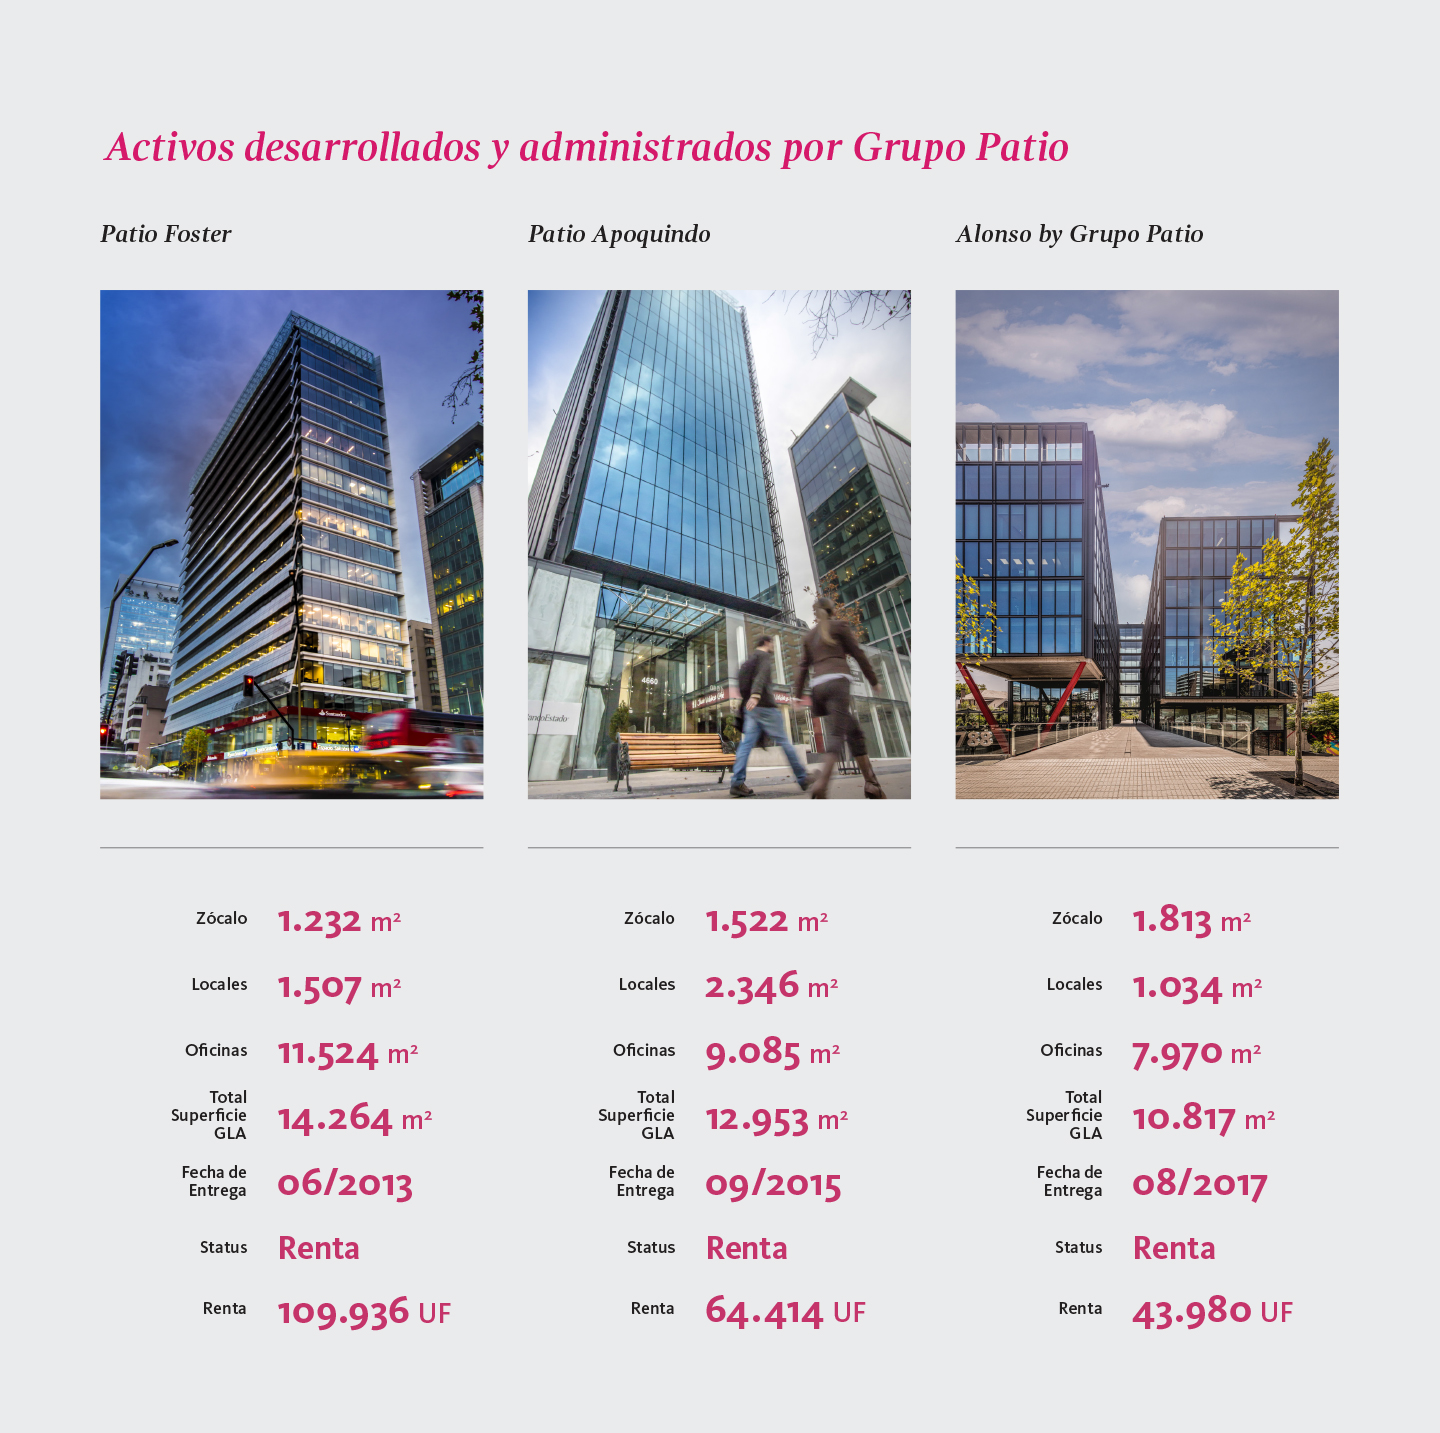 Activos desarrollados y administrados por Grupo Patio
Patio Foster
Patio Apoquindo
Alonso by Grupo Patio
Santander
4660
Zócalo 1.232 m²
Locales 1.507 m²
Oficinas 11.524 m²
Total
Superficie
GLA
14.264 m²
Fecha de
Entrega
06/2013
Status Renta
Renta 109.936 UF
Zócalo 1.522 m²
Locales 2.346 m²
Oficinas 9.085 m²
Total
Superficie
GLA
12.953 m²
Fecha de
Entrega
09/2015
Status Renta
Renta 64.414 UF
Zócalo 1.813 m²
Locales 1.034 m²
Oficinas 7.970 m²
Total
Superficie
GLA
10.817 m²
Fecha de
Entrega
08/2017
Status Renta
Renta 43.980 UF